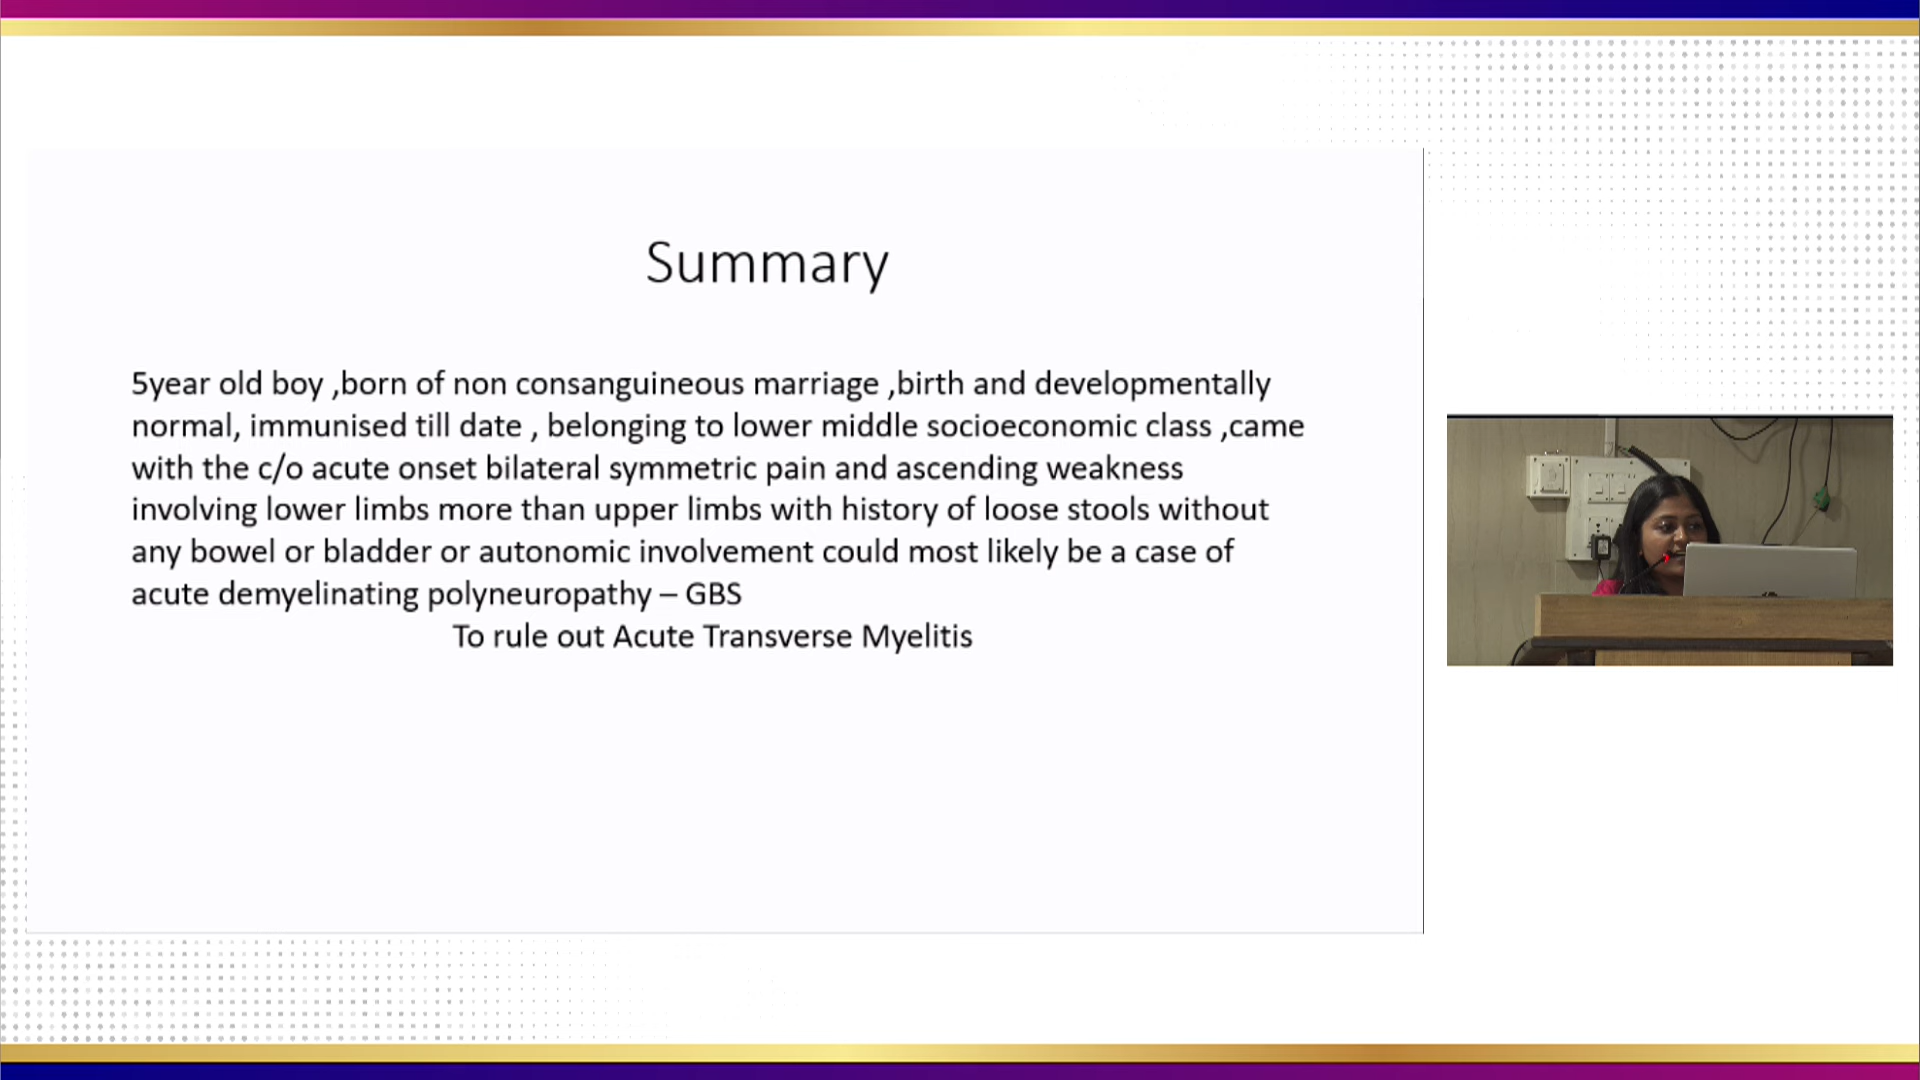 Summary
5year old boy ,born of non consanguineous marriage ,birth and developmentally
normal, immunised till date , belonging to lower middle socioeconomic class ,came
with the c/o acute onset bilateral symmetric pain and ascending weakness
involving lower limbs more than upper limbs with history of loose stools without
any bowel or bladder or autonomic involvement could most likely be a case of
acute demyelinating polyneuropathy – GBS
To rule out Acute Transverse Myelitis